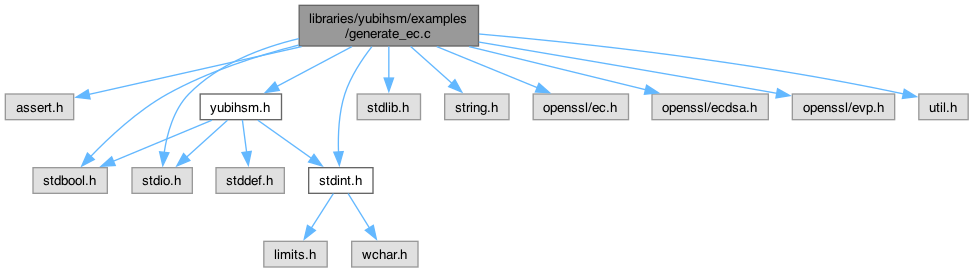 libraries/yubihsm/examples
/generate_ec.c
assert.h
yubihsm.h
stdlib.h
string.h
openssl/ec.h
openssl/ecdsa.h
openssl/evp.h
util.h
stdbool.h
stdio.h
stddef.h
stdint.h
limits.h
wchar.h